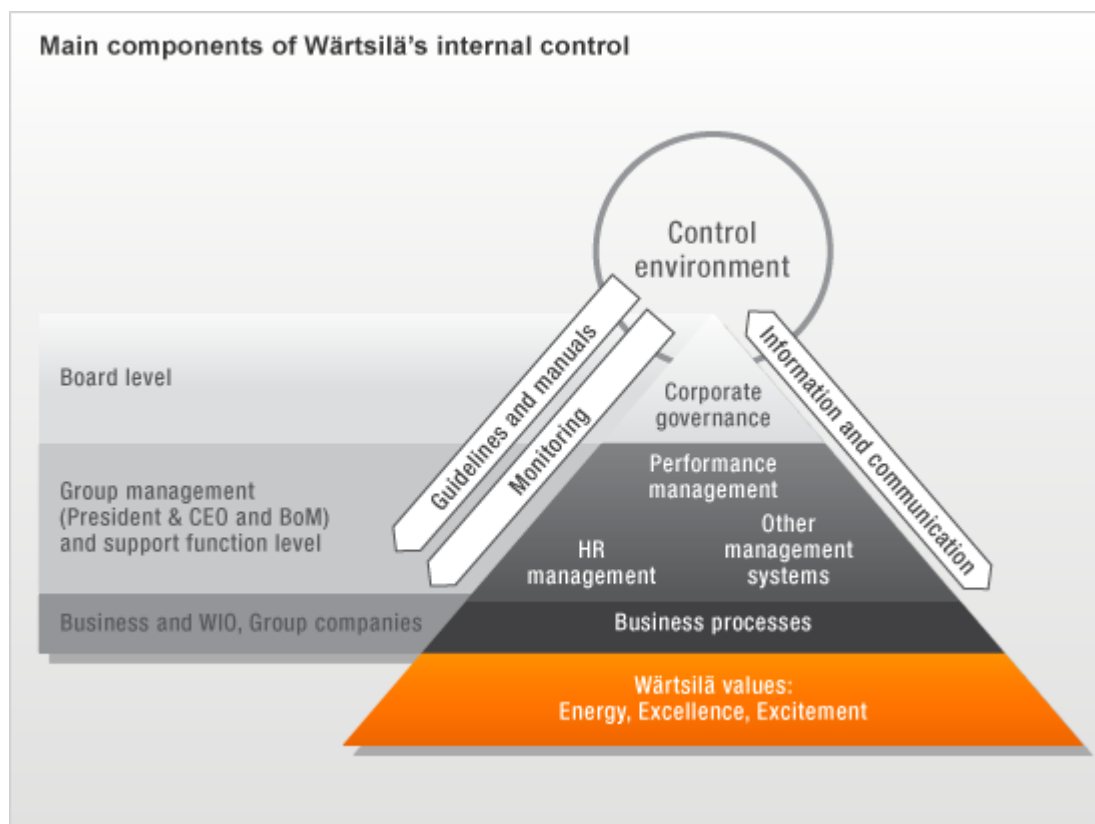 Main components of Wärtsilä's internal control
Control
environment
Guidelines and manuals
Monitoring
Information and communication
Board level
Corporate
governance
Group management
(President & CEO and BoM)
and support function level
Performance
management
HR
management
Other
management
systems
Business and WIO, Group companies
Business processes
Wärtsilä values:
Energy, Excellence, Excitement